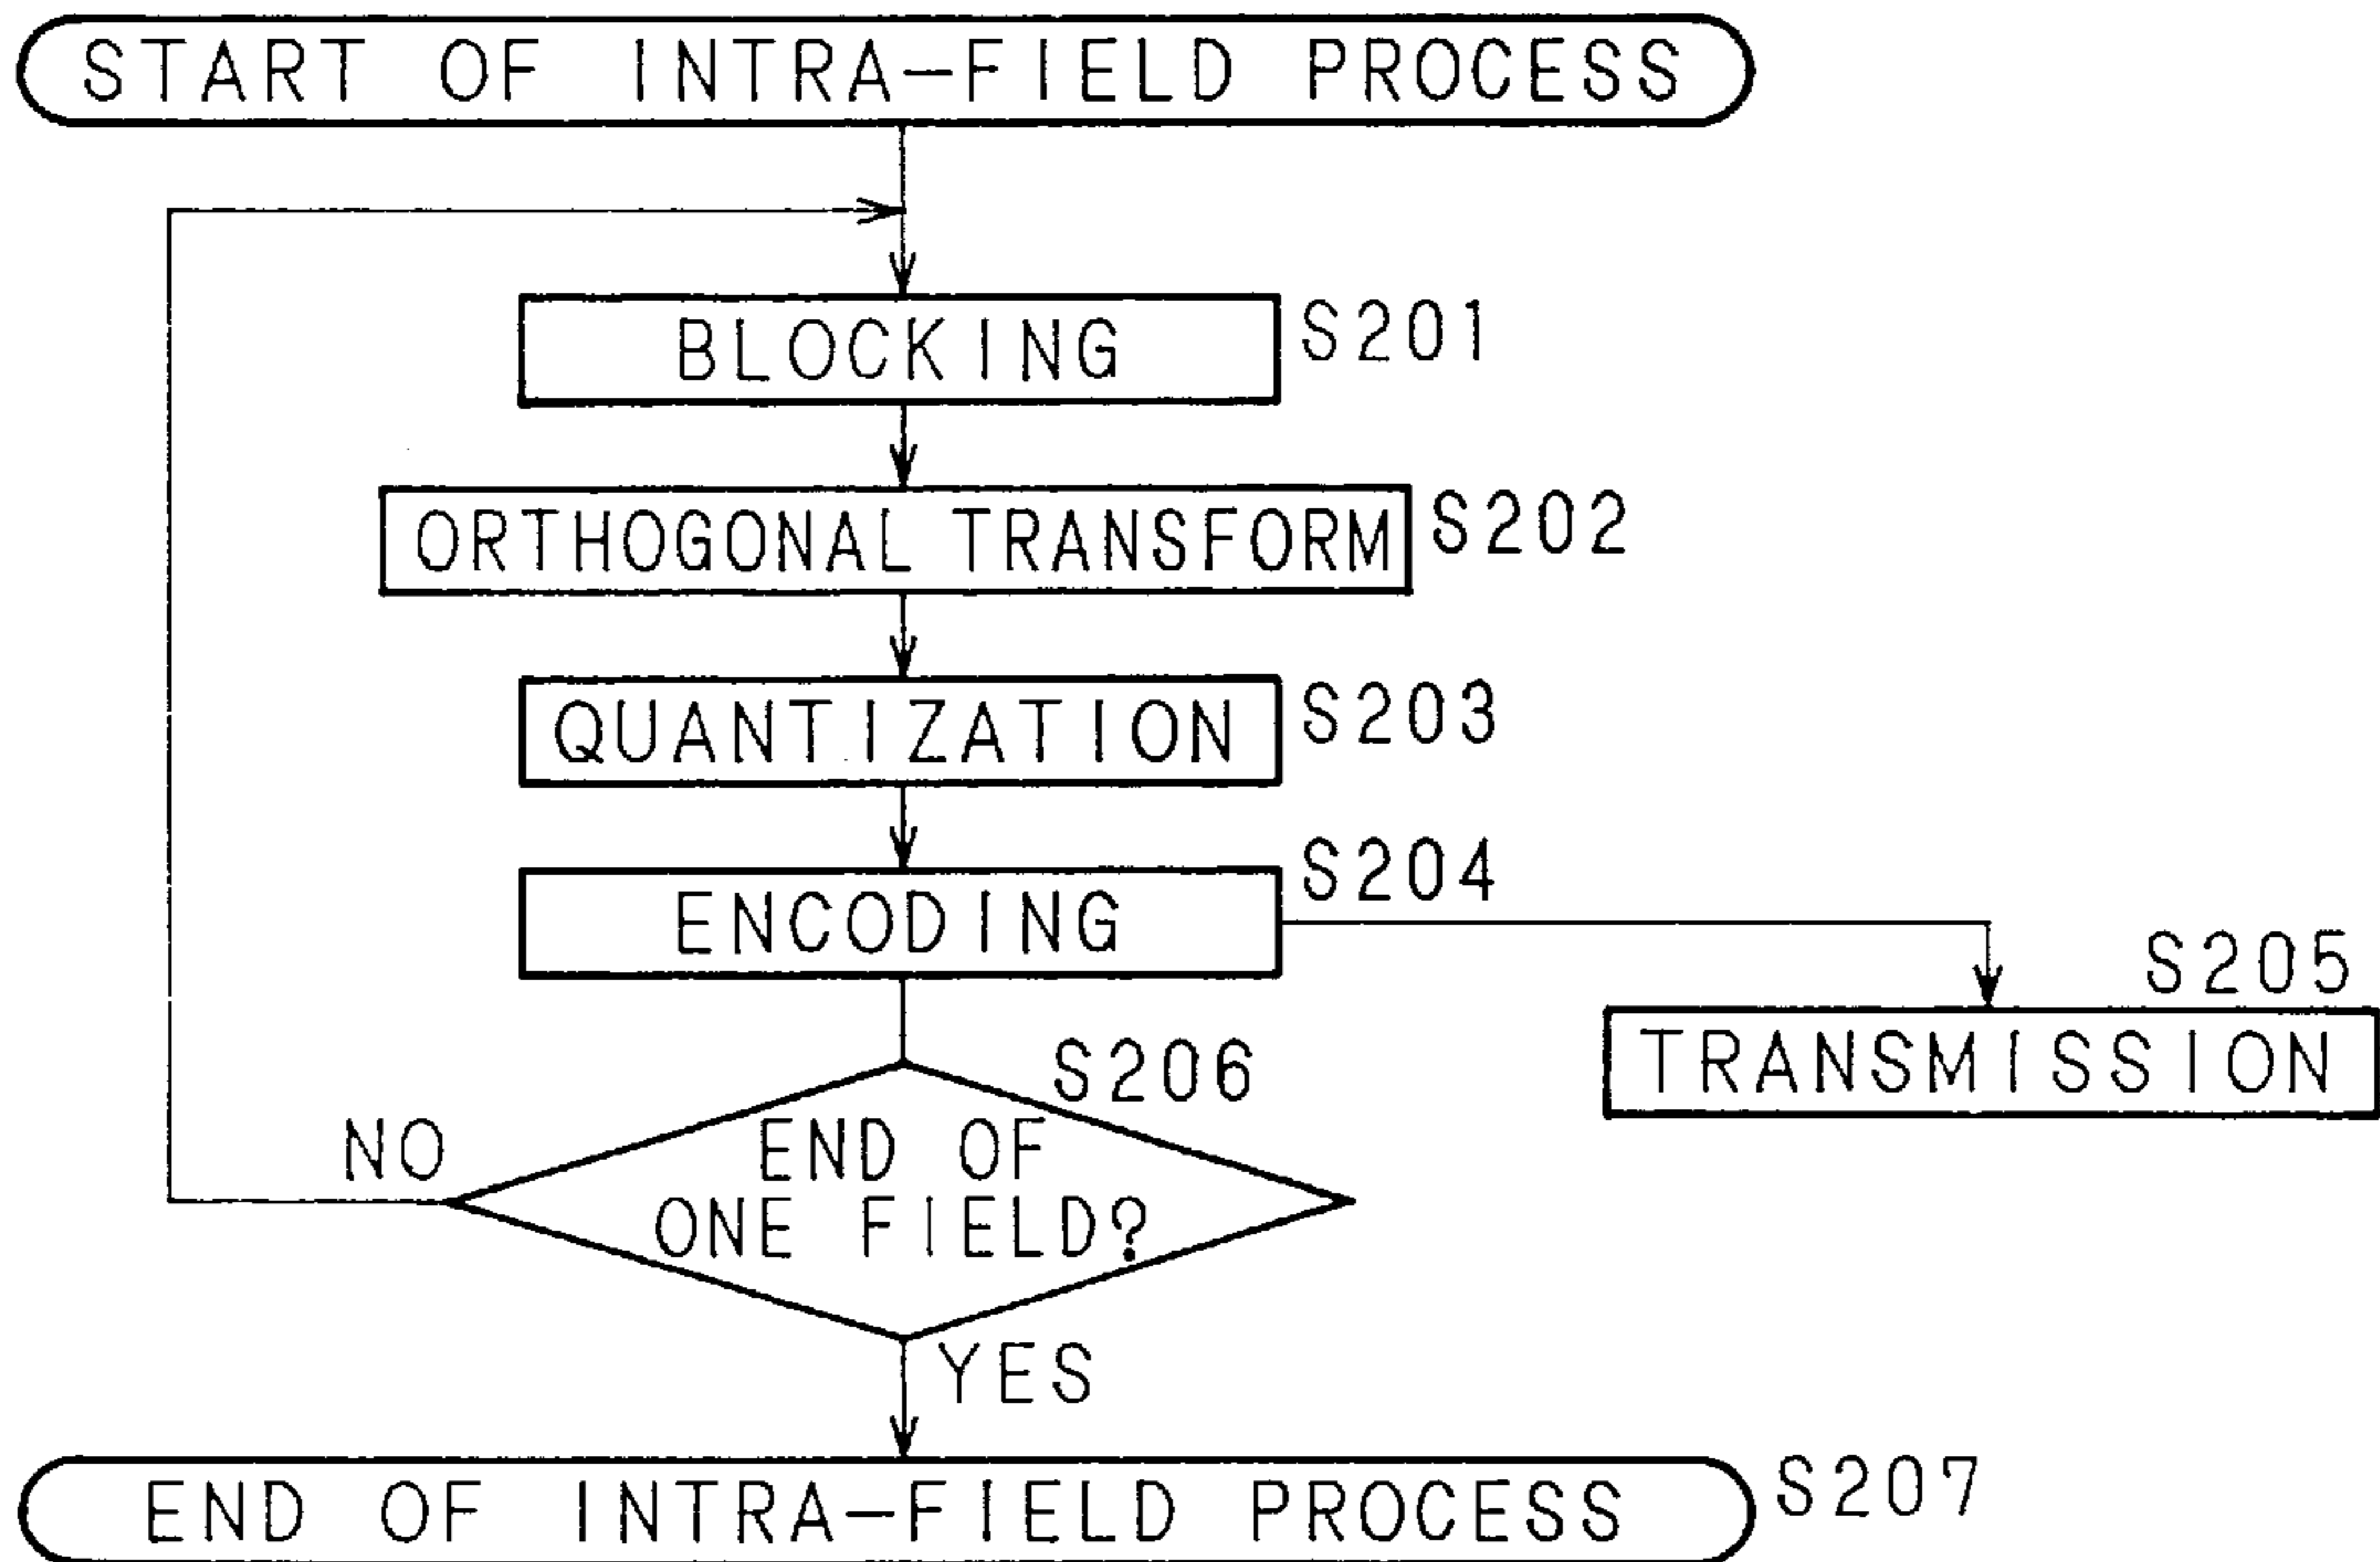 START OF INTRA-FIELD PROCESS
BLOCKING
S201
ORTHOGONAL TRANSFORM
S202
QUANTIZATION
S203
ENCODING
S204
S205
TRANSMISSION
S206
NO
END OF
ONE FIELD?
YES
END OF INTRA-FIELD PROCESS
S207